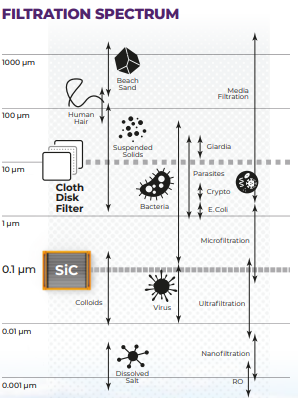 FILTRATION SPECTRUM
1000 µm
Beach
Sand
Media
Filtration
Human
Hair
100 µm
Suspended
Solids
Giardia
10 µm
Parasites
Cloth
Disk
Filter
Crypto
Bacteria
E.Coli
1 µm
Microfiltration
0.1 µm
SiC
Colloids
Virus
Ultrafiltration
0.01 µm
Nanofiltration
Dissolved
Salt
RO
0.001 µm